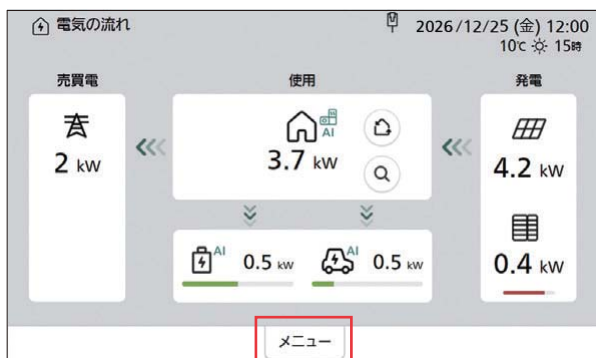 電気の流れ
2026/12/25 (金) 12:00
10℃ 15時
売買電
使用
発電
AI
2 kW
3.7 kW
4.2 kW
AI
0.5 kW
AI
0.5 kW
0.4 kW
メニュー